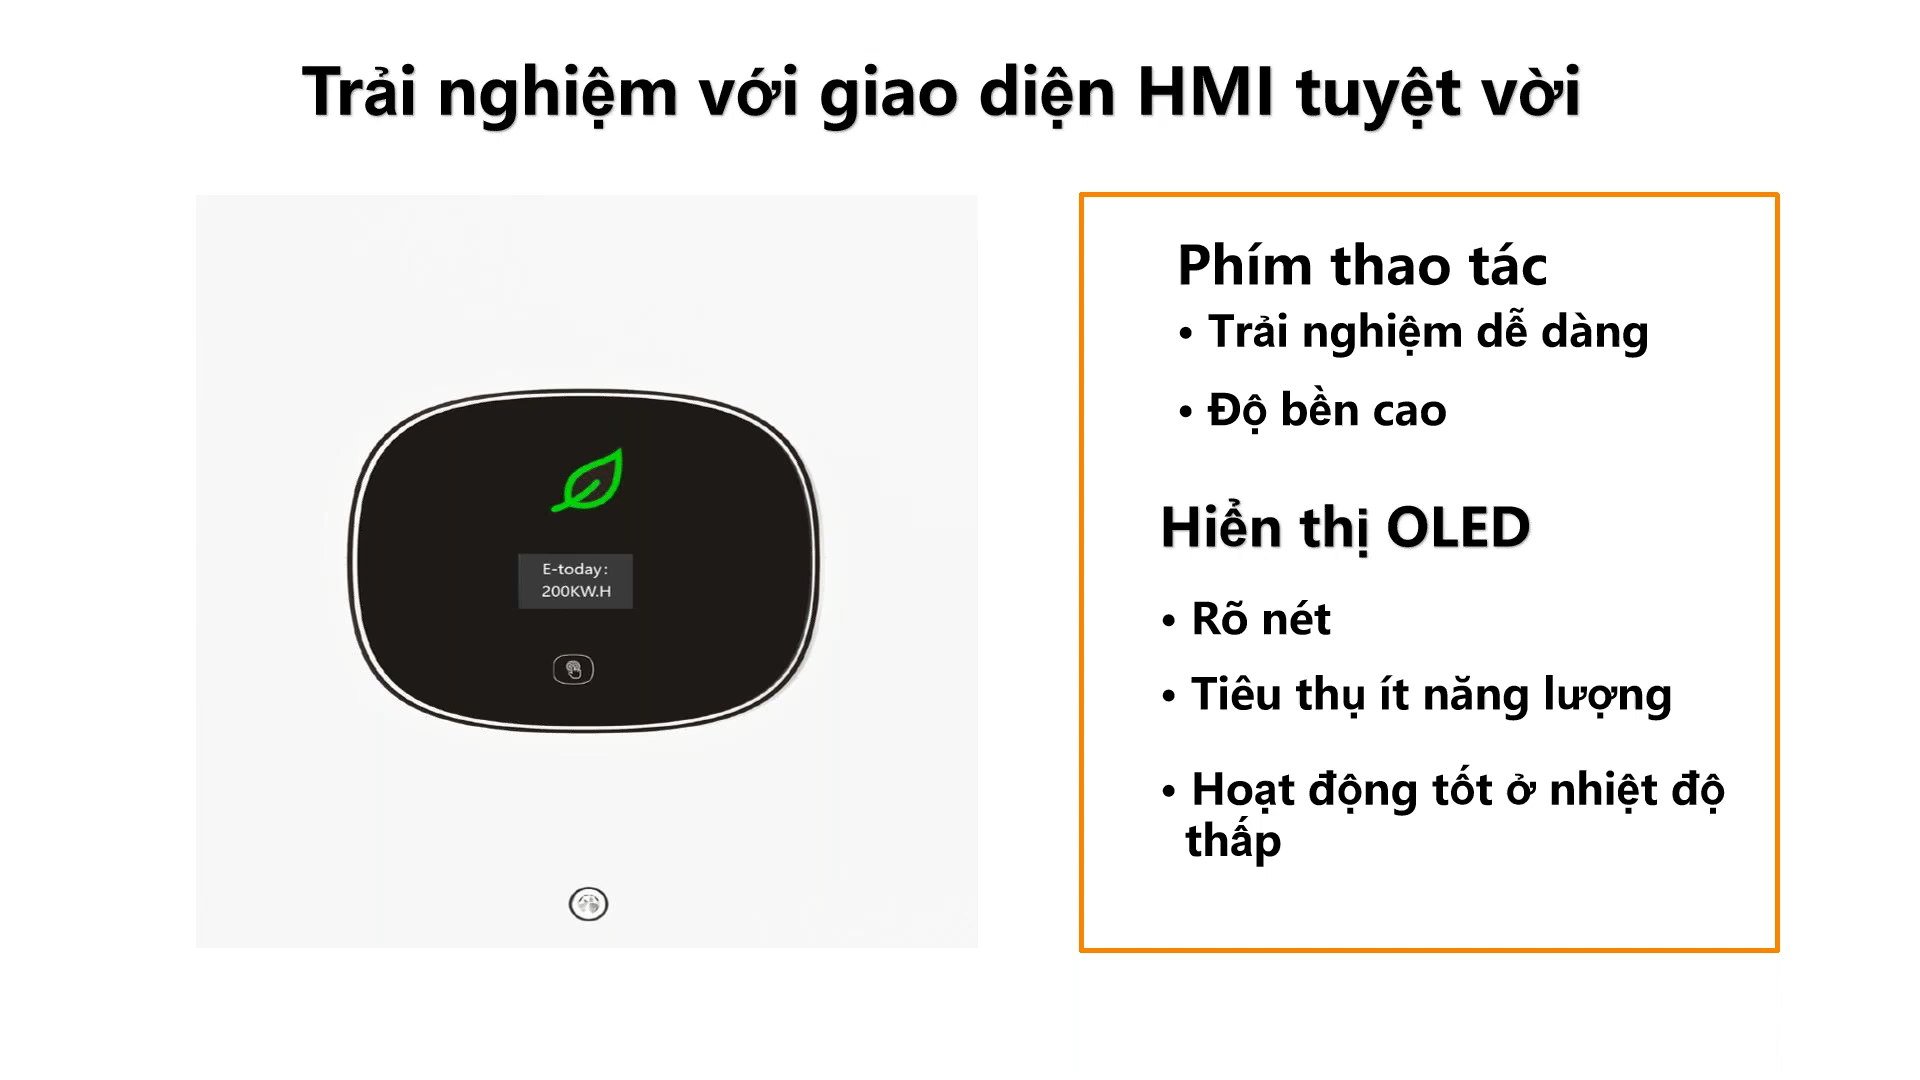 Trải nghiệm với giao diện HMI tuyệt vời
E-today:
200KW.H
Phím thao tác
• Trải nghiệm dễ dàng
• Độ bền cao
Hiển thị OLED
• Rõ nét
• Tiêu thụ ít năng lượng
• Hoạt động tốt ở nhiệt độ
thấp